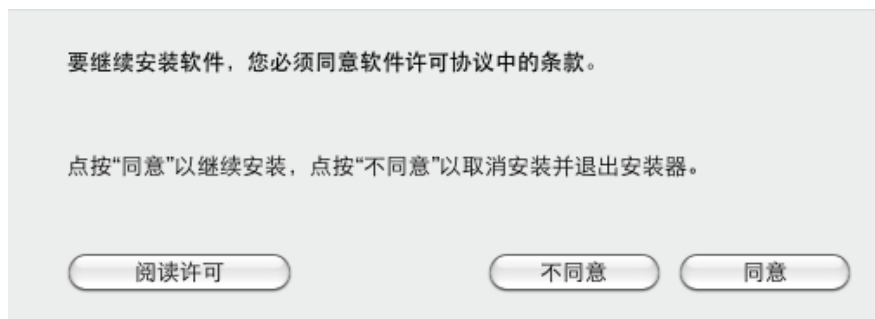 要继续安装软件，您必须同意软件许可协议中的条款。
点按“同意”以继续安装，点按“不同意”以取消安装并退出安装器。
阅读许可 不同意 同意